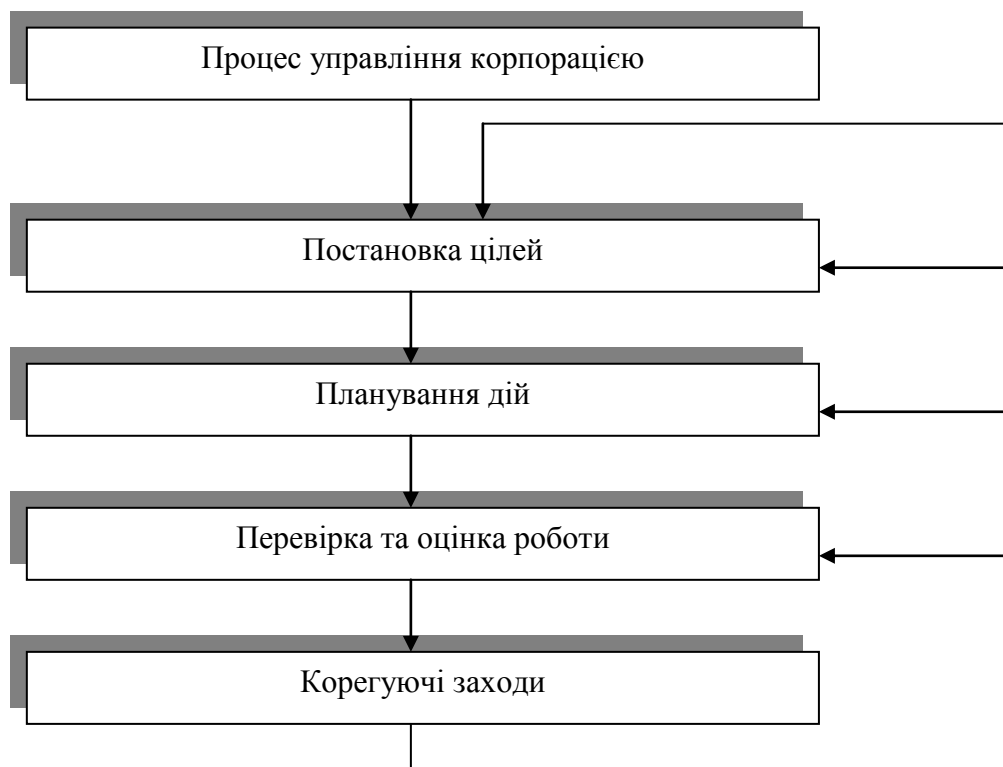 Процес управління корпорацією
Постановка цілей
Планування дій
Перевірка та оцінка роботи
Корегуючі заходи